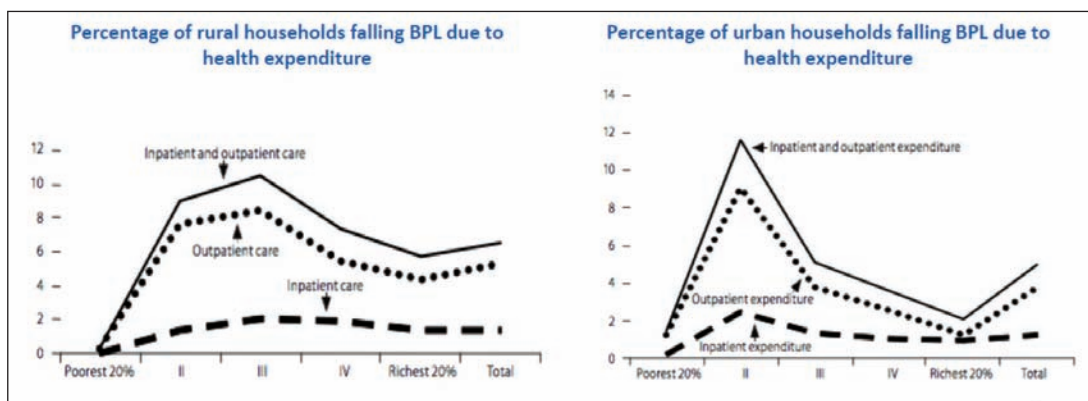 Percentage of rural households falling BPL due to
health expenditure
12
10
8
6
4
2
0
Inpatient and outpatient care
Outpatient care
Inpatient care
Poorest 20% II III IV Richest 20% Total
Percentage of urban households falling BPL due to
health expenditure
14
12
10
8
6
4
2
0
Inpatient and outpatient expenditure
Outpatient expenditure
Inpatient expenditure
Poorest 20% II III IV Richest 20% Total